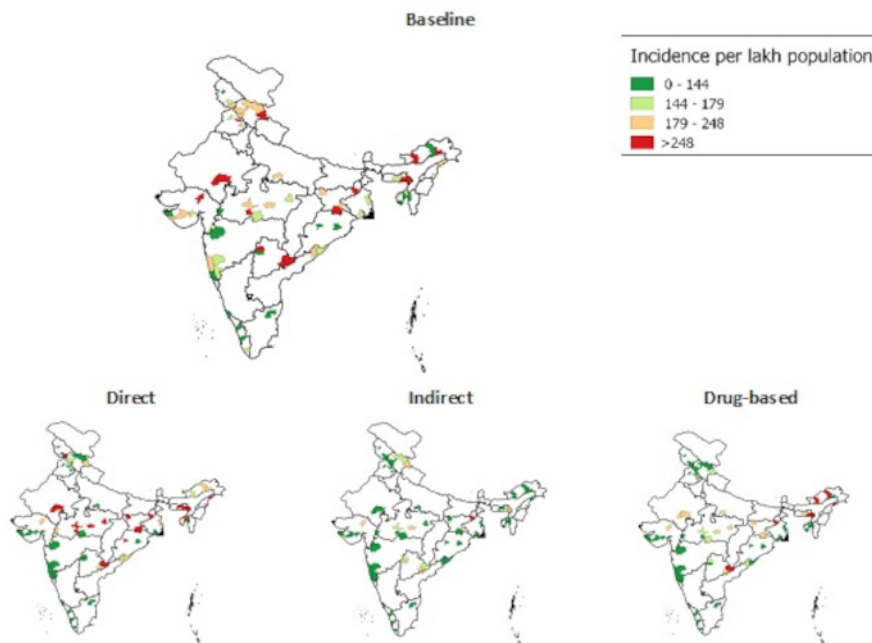 Baseline
Incidence per lakh population
0 - 144
144 - 179
179 - 248
>248
Direct
Indirect
Drug-based